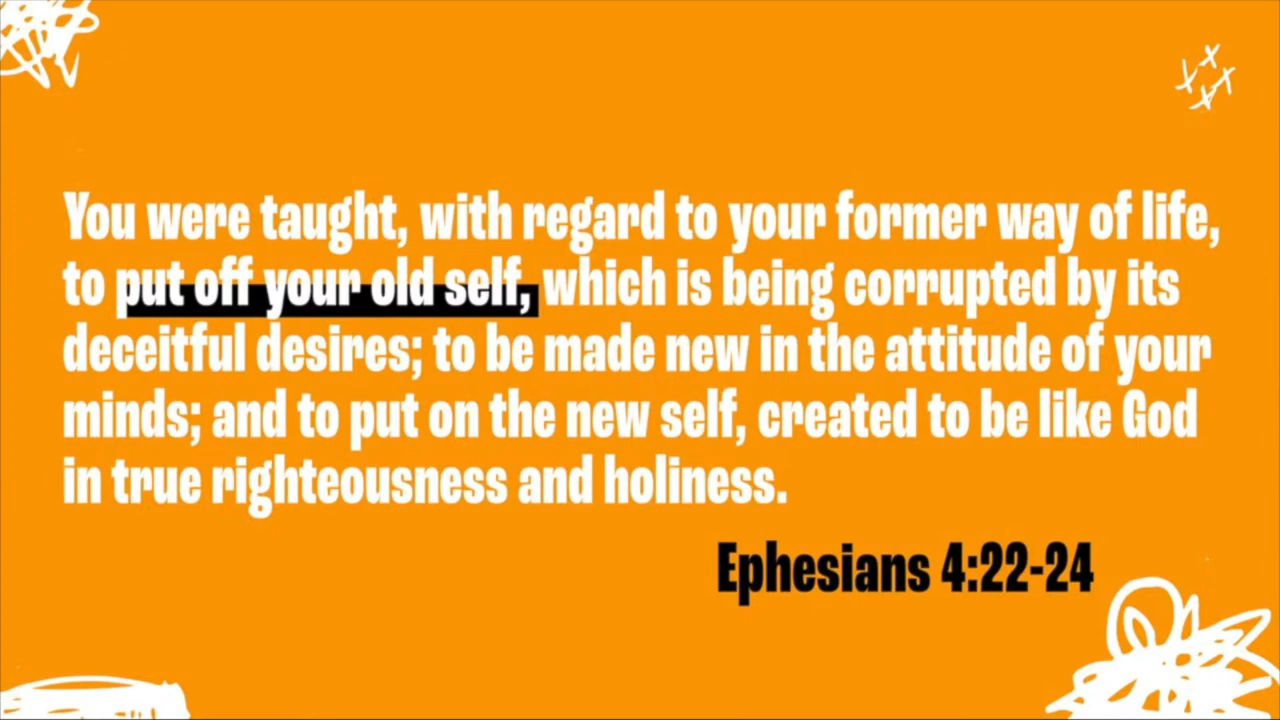 You were taught, with regard to your former way of life,
to put off your old self, which is being corrupted by its
deceitful desires; to be made new in the attitude of your
minds; and to put on the new self, created to be like God
in true righteousness and holiness.
Ephesians 4:22-24